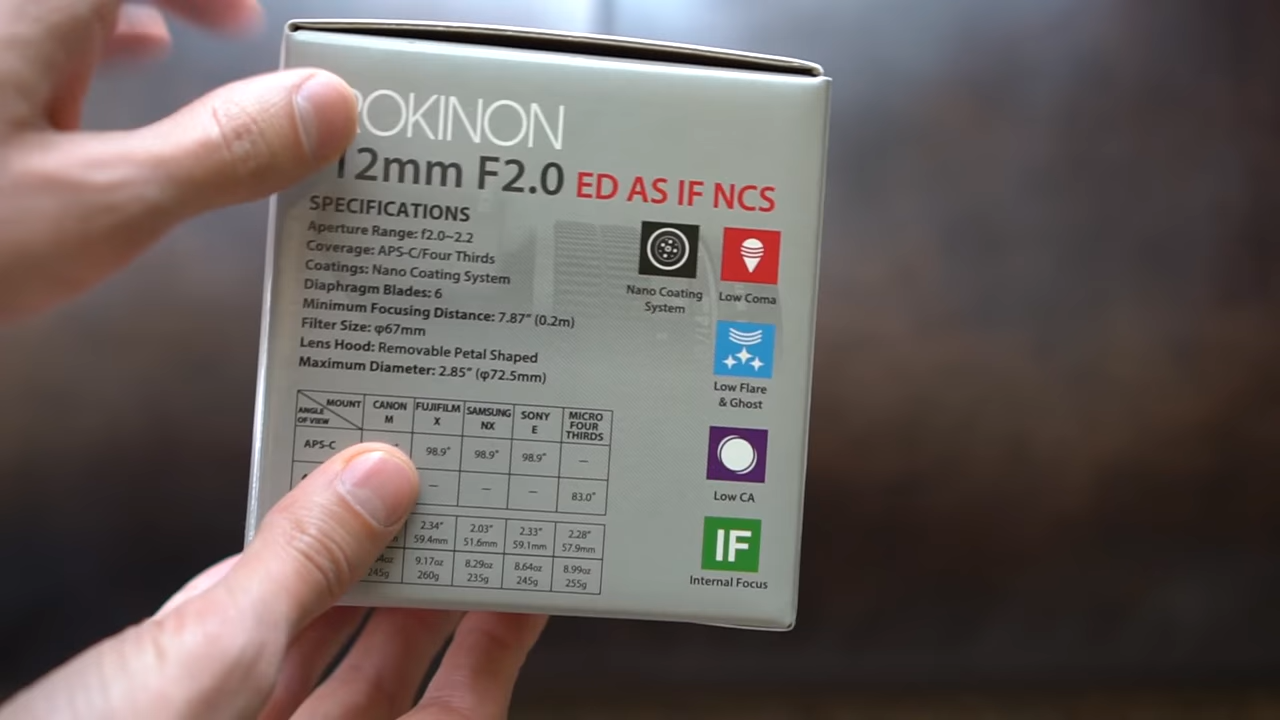 ROKINON
12mm F2.0 ED AS IF NCS
SPECIFICATIONS
Aperture Range: f2.0~2.2
Coverage: APS-C/Four Thirds
Coatings: Nano Coating System
Diaphragm Blades: 6
Minimum Focusing Distance: 7.87" (0.2m)
Filter Size: φ67mm
Lens Hood: Removable Petal Shaped
Maximum Diameter: 2.85" (φ72.5mm)
Nano Coating
System
Low Coma
Low Flare
& Ghost
Low CA
IF
Internal Focus
MOUNT
ANGLE
OF VIEW
CANON
M
FUJIFILM
X
SAMSUNG
NX
SONY
E
MICRO
FOUR
THIRDS
APS-C 98.9° 98.9° 98.9° –
– – – 83.0°
2.34" 2.03" 2.33" 2.28"
59.4mm 51.6mm 59.1mm 57.9mm
9.17oz 8.29oz 8.64oz 8.99oz
245g 260g 235g 245g 255g